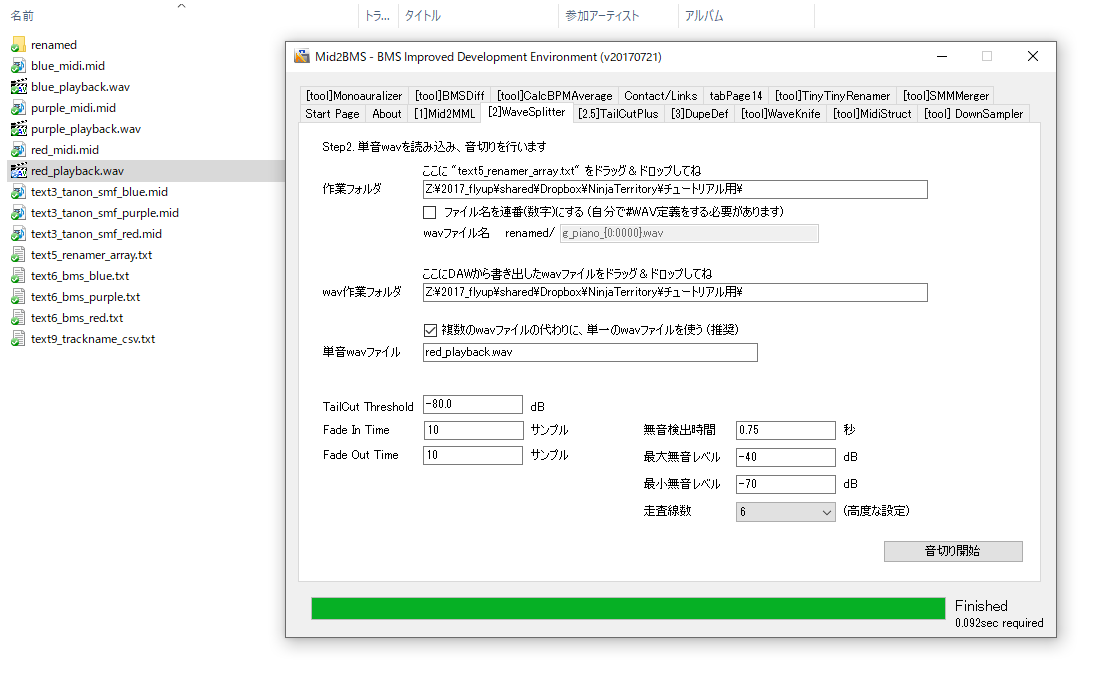 名前
トラ...
タイトル
参加アーティスト
アルバム
renamed
blue_midi.mid
blue_playback.wav
purple_midi.mid
purple_playback.wav
red_midi.mid
red_playback.wav
text3_tanon_smf_blue.mid
text3_tanon_smf_purple.mid
text3_tanon_smf_red.mid
text5_renamer_array.txt
text6_bms_blue.txt
text6_bms_purple.txt
text6_bms_red.txt
text9_trackname_csv.txt
Mid2BMS - BMS Improved Development Environment (v20170721)
[tool]Monoauralizer [tool]BMSDiff [tool]CalcBPMAverage Contact/Links tabPage14 [tool]TinyTinyRenamer [tool]SMMMerger
Start Page About [1]Mid2MML [2]WaveSplitter [2.5]TailCutPlus [3]DupeDef [tool]WaveKnife [tool]MidiStruct [tool] DownSampler
Step2. 単音wavを読み込み、音切りを行います
ここに "text5_renamer_array.txt" をドラッグ＆ドロップしてね
作業フォルダ Z:¥2017_flyup¥shared¥Dropbox¥NinjaTerritory¥チュートリアル用¥
ファイル名を連番(数字)にする (自分で#WAV定義をする必要があります)
wavファイル名 renamed/ g_piano_{0:0000}.wav
ここにDAWから書き出したwavファイルをドラッグ＆ドロップしてね
wav作業フォルダ Z:¥2017_flyup¥shared¥Dropbox¥NinjaTerritory¥チュートリアル用¥
複数のwavファイルの代わりに、単一のwavファイルを使う (推奨)
単音wavファイル red_playback.wav
TailCut Threshold -80.0 dB
Fade In Time 10 サンプル
Fade Out Time 10 サンプル
無音検出時間 0.75 秒
最大無音レベル -40 dB
最小無音レベル -70 dB
走査線数 6 (高度な設定)
音切り開始
Finished
0.092sec required